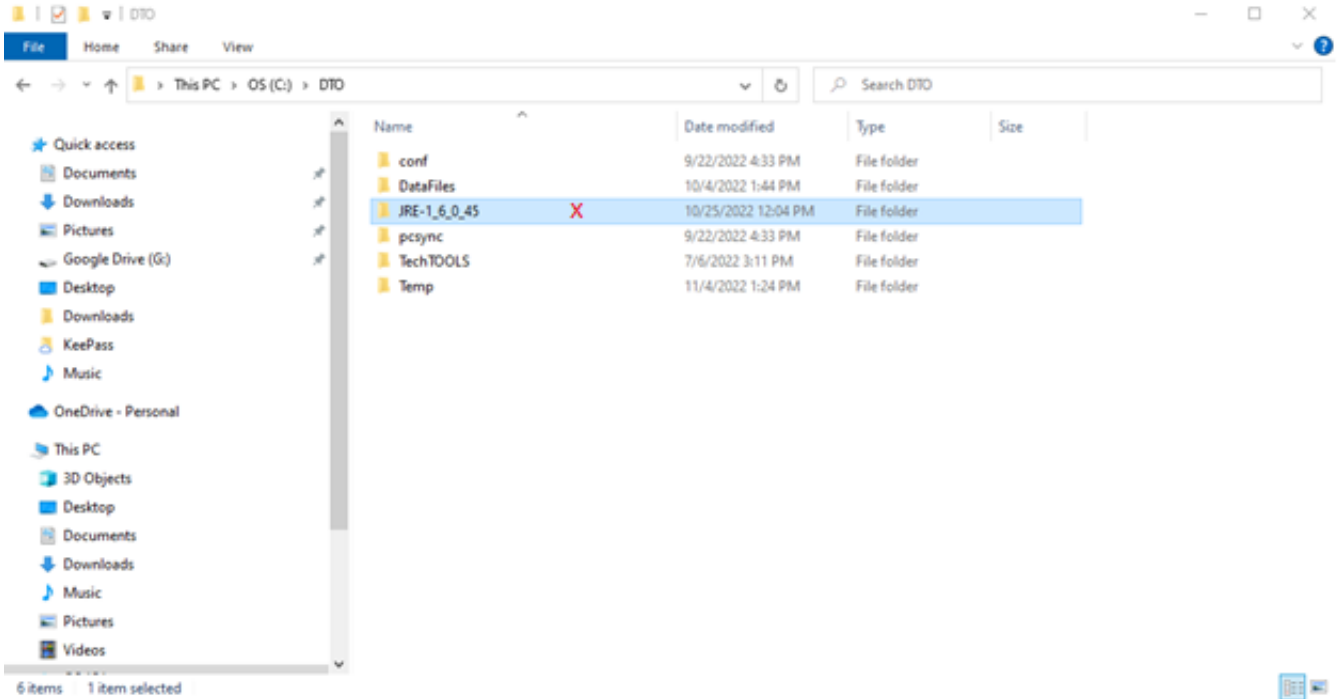 DTO
File Home Share View
This PC > OS (C:) > DTO
Search DTO
Name Date modified Type Size
Quick access
Documents
Downloads
Pictures
Google Drive (G:)
Desktop
Downloads
KeePass
Music
OneDrive - Personal
This PC
3D Objects
Desktop
Documents
Downloads
Music
Pictures
Videos
conf 9/22/2022 4:33 PM File folder
DataFiles 10/4/2022 1:44 PM File folder
JRE-1_6_0_45 X 10/25/2022 12:04 PM File folder
pcsync 9/22/2022 4:33 PM File folder
TechTOOLS 7/6/2022 3:11 PM File folder
Temp 11/4/2022 1:24 PM File folder
6 items 1 item selected